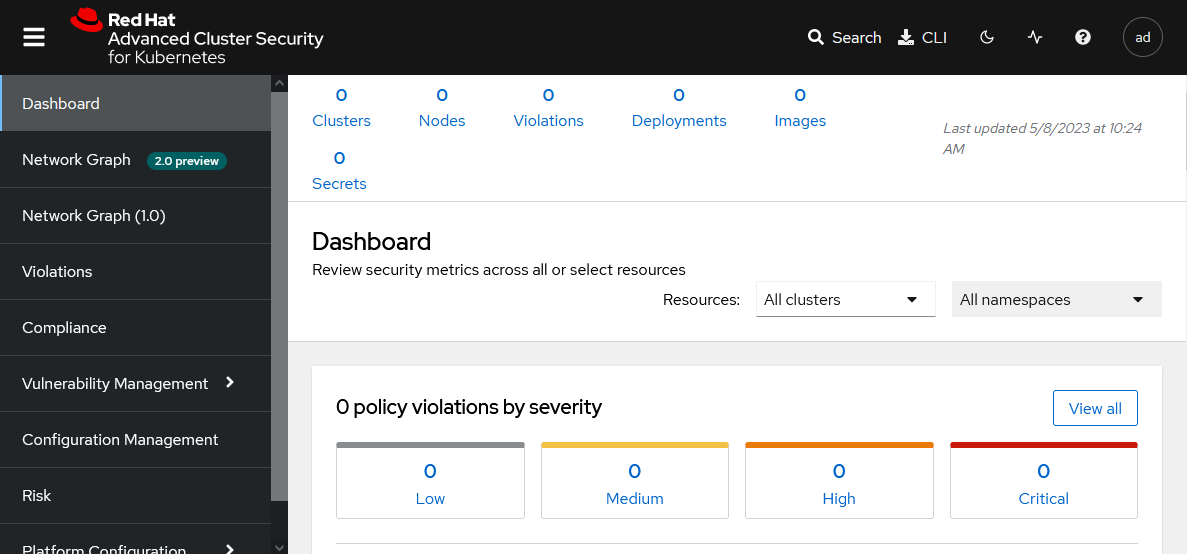 Red Hat
Advanced Cluster Security
for Kubernetes
Search
CLI
ad
Dashboard
Network Graph 2.0 preview
Network Graph (1.0)
Violations
Compliance
Vulnerability Management
Configuration Management
Risk
Platform Configuration
0 0 0 0 0
Clusters Nodes Violations Deployments Images
0
Secrets
Last updated 5/8/2023 at 10:24
AM
Dashboard
Review security metrics across all or select resources
Resources: All clusters All namespaces
0 policy violations by severity
View all
0 0 0 0
Low Medium High Critical